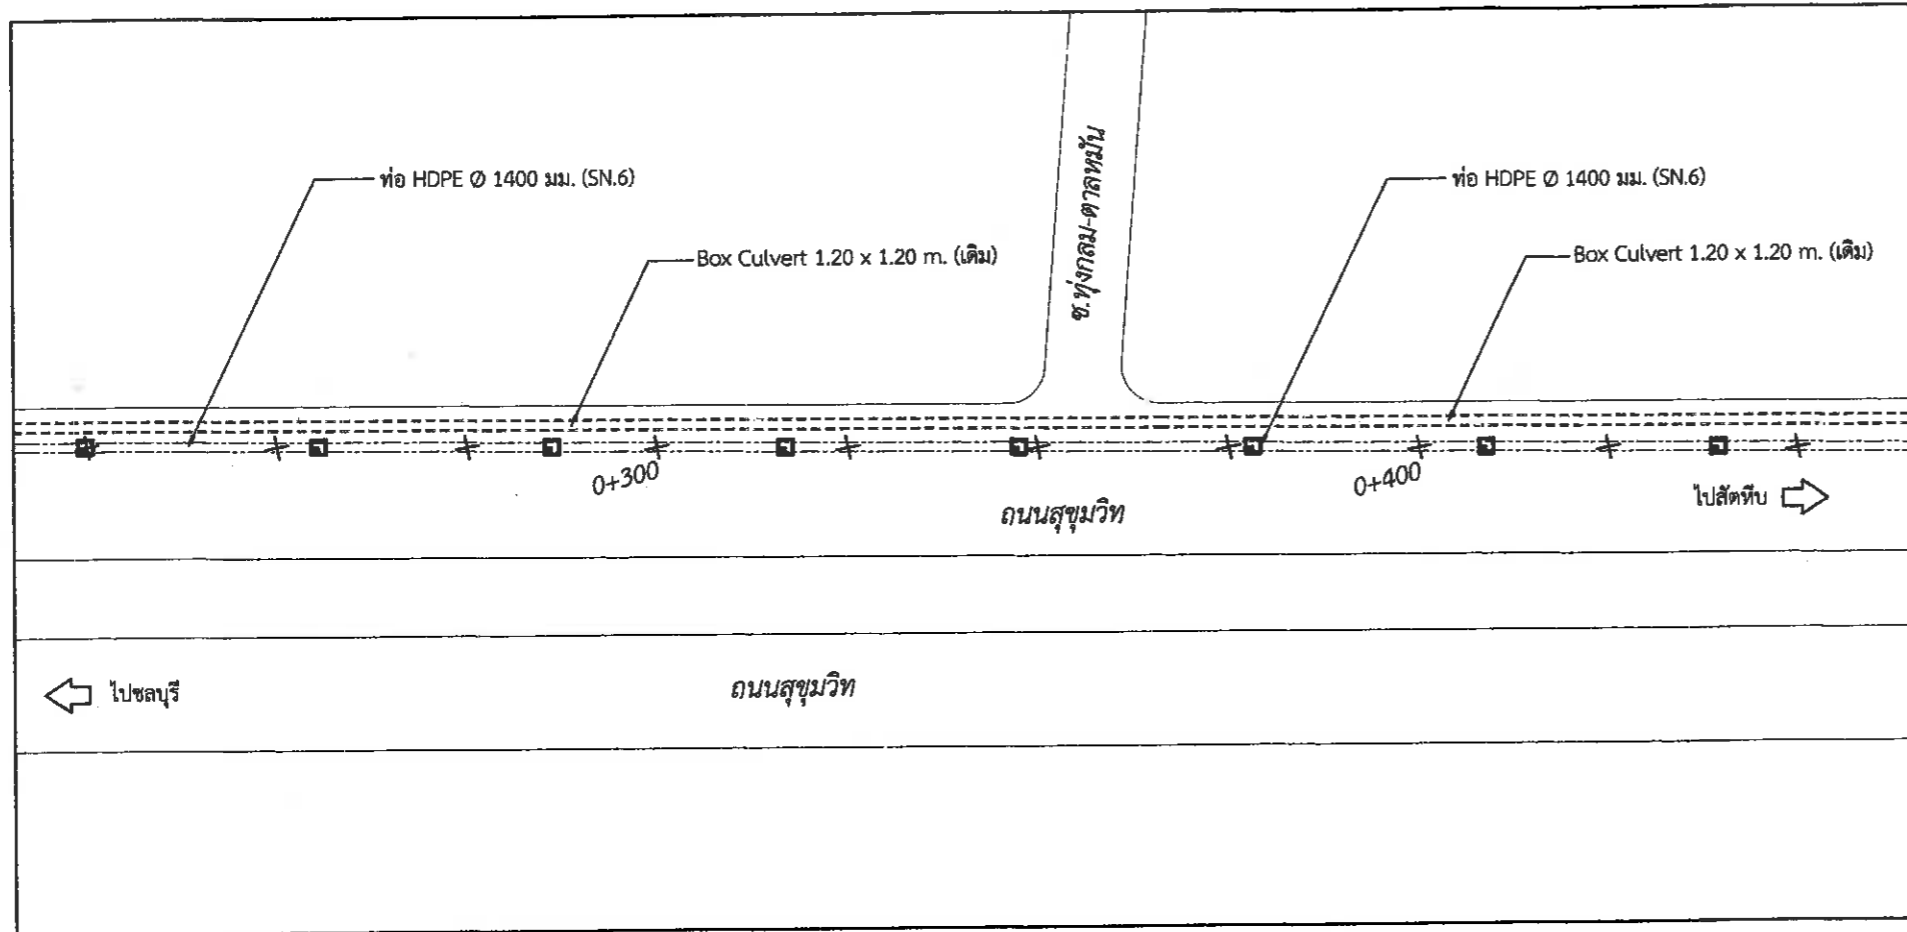 ท่อ HDPE Ø 1400 มม. (SN.6)
ท่อ HDPE Ø 1400 มม. (SN.6)
Box Culvert 1.20 x 1.20 m. (เดิม)
Box Culvert 1.20 x 1.20 m. (เดิม)
ซ.ทุ่งกลม-ตาลหมัน
0+300
0+400
ไปสัตหีบ
ถนนสุขุมวิท
ไปชลบุรี
ถนนสุขุมวิท